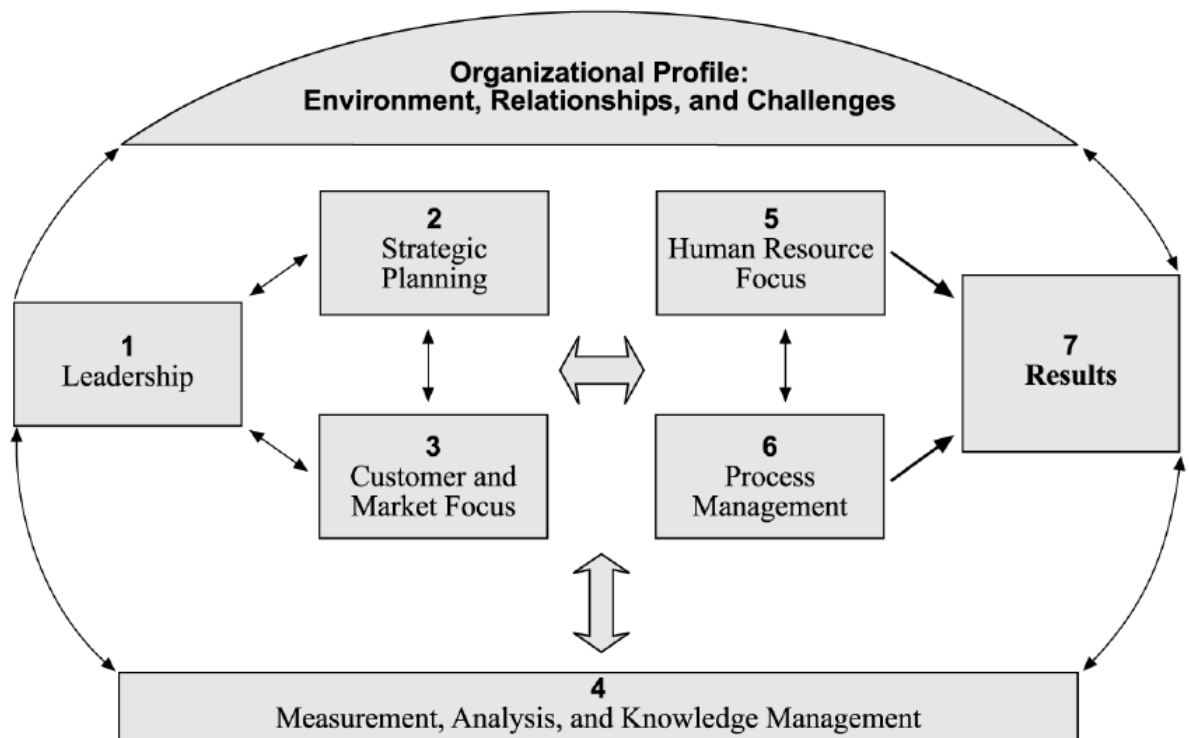 Organizational Profile:
Environment, Relationships, and Challenges
2
Strategic
Planning
5
Human Resource
Focus
1
Leadership
7
Results
3
Customer and
Market Focus
6
Process
Management
4
Measurement, Analysis, and Knowledge Management